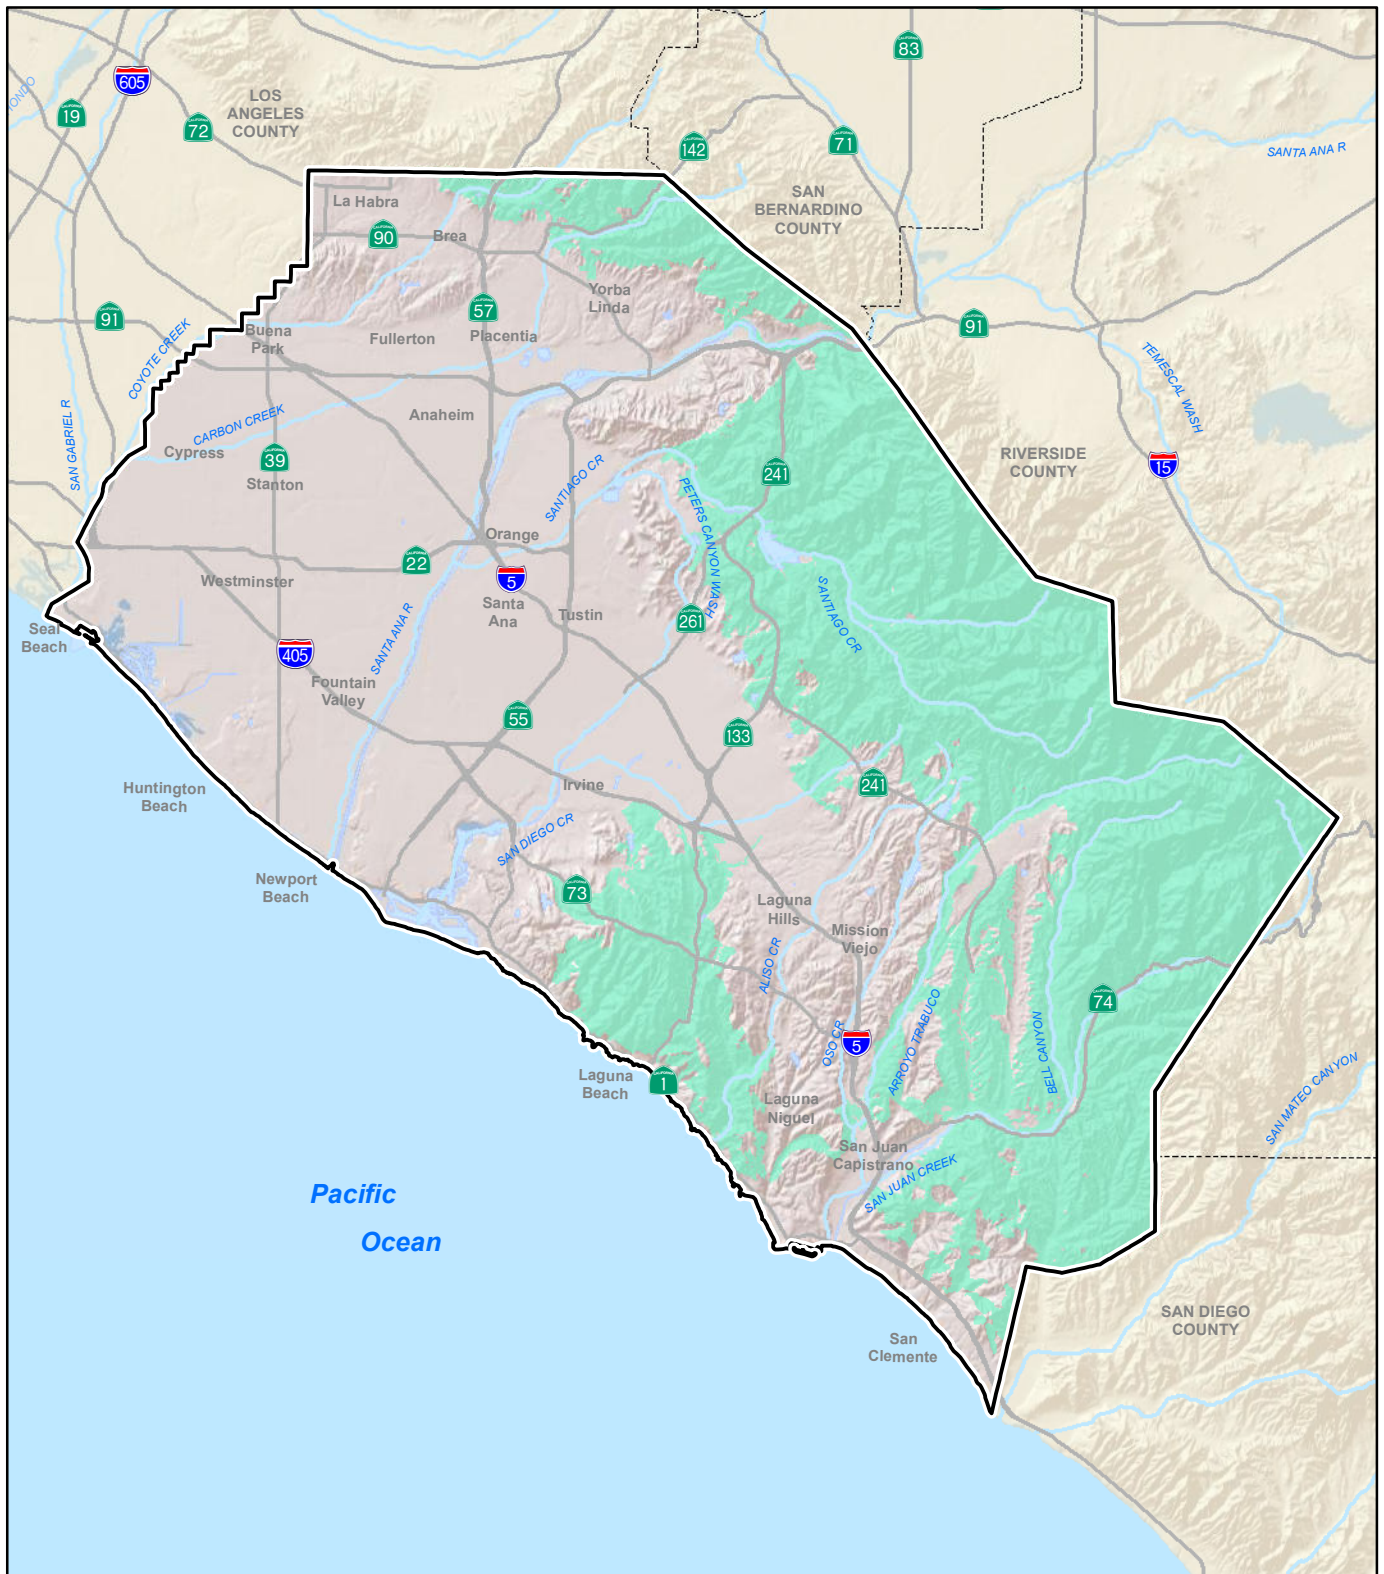 83
605
LOS
ANGELES
COUNTY
19
72
142
71
SANTA ANA R
SAN
BERNARDINO
COUNTY
La Habra
90
Brea
Yorba
Linda
57
91
91
Buena
Park
Fullerton
Placentia
COYOTE CREEK
TEMESCAL WASH
SAN GABRIEL R
Anaheim
CARBON CREEK
Cypress
39
Stanton
SANTIAGO CR
241
RIVERSIDE
COUNTY
15
PETERS CANYON WASH
Orange
22
5
Westminster
Santa
Ana
Tustin
261
S SANTIAGO CR
Seal
Beach
SANTA ANA R
405
Fountain
Valley
55
133
Irvine
241
Huntington
Beach
SAN DIEGO CR
Newport
Beach
73
Laguna
Hills
Mission
Viejo
ALISO CR
74
OSO CR
5
ARROYO TRABUCO
BELL CANYON
Laguna
Beach
1
Laguna
Niguel
SAN MATEO CANYON
San Juan
Capistrano
SAN JUAN CREEK
Pacific
Ocean
SAN DIEGO
COUNTY
San
Clemente